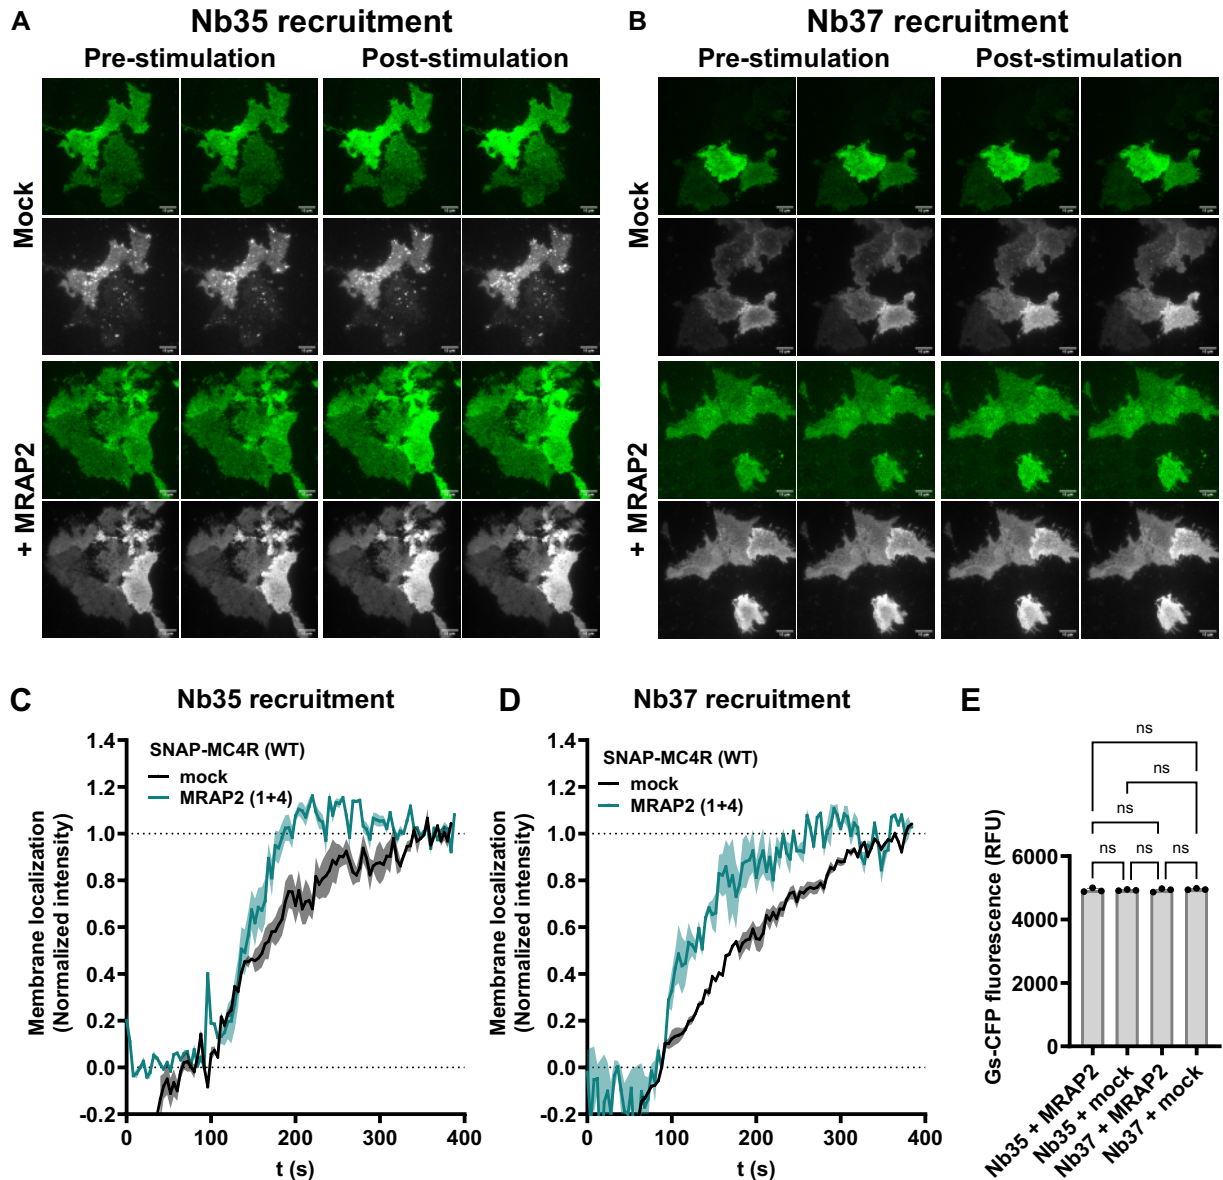 A
Nb35 recruitment
Pre-stimulation
Post-stimulation
Mock
+ MRAP2
B
Nb37 recruitment
Pre-stimulation
Post-stimulation
Mock
+ MRAP2
C
Nb35 recruitment
Membrane localization
(Normalized intensity)
1.4
1.2
1.0
0.8
0.6
0.4
0.2
0.0
-0.2
SNAP-MC4R (WT)
mock
MRAP2 (1+4)
0
100
200
300
400
t (s)
D
Nb37 recruitment
Membrane localization
(Normalized intensity)
1.4
1.2
1.0
0.8
0.6
0.4
0.2
0.0
-0.2
SNAP-MC4R (WT)
mock
MRAP2 (1+4)
0
100
200
300
400
t (s)
E
Gs-CFP fluorescence (RFU)
6000
4000
2000
0
ns
ns
ns
ns
ns
ns
Nb35 + MRAP2
Nb35 + mock
Nb37 + MRAP2
Nb37 + mock